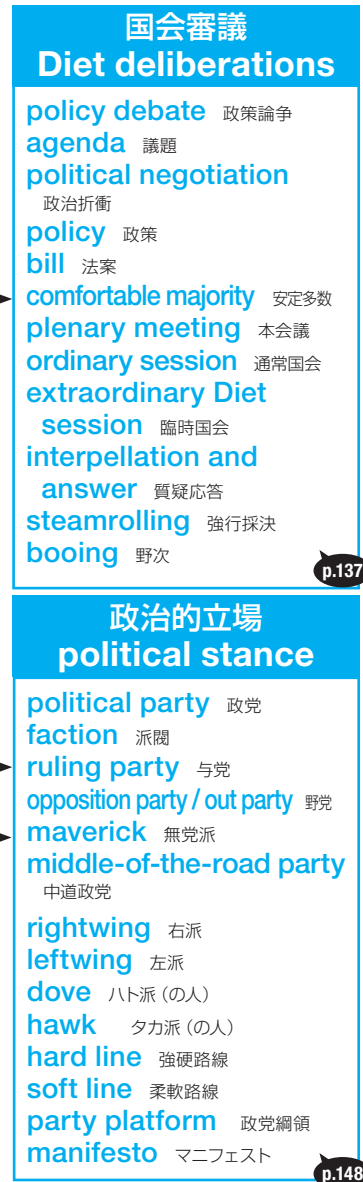 国会審議
Diet deliberations
policy debate 政策論争
agenda 議題
political negotiation
政治折衝
policy 政策
bill 法案
comfortable majority 安定多数
plenary meeting 本会議
ordinary session 通常国会
extraordinary Diet
session 臨時国会
interpellation and
answer 質疑応答
steamrolling 強行採決
booing 野次
p.137
政治的立場
political stance
political party 政党
faction 派閥
ruling party 与党
opposition party / out party 野党
maverick 無党派
middle-of-the-road party
中道政党
rightwing 右派
leftwing 左派
dove ハト派（の人）
hawk タカ派（の人）
hard line 強硬路線
soft line 柔軟路線
party platform 政党綱領
manifesto マニフェスト
p.148